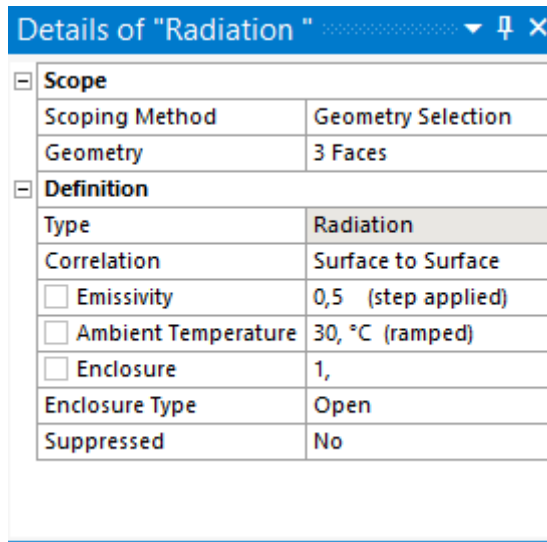 Details of "Radiation "
Scope
Scoping Method Geometry Selection
Geometry 3 Faces
Definition
Type Radiation
Correlation Surface to Surface
Emissivity 0,5 (step applied)
Ambient Temperature 30, °C (ramped)
Enclosure 1,
Enclosure Type Open
Suppressed No